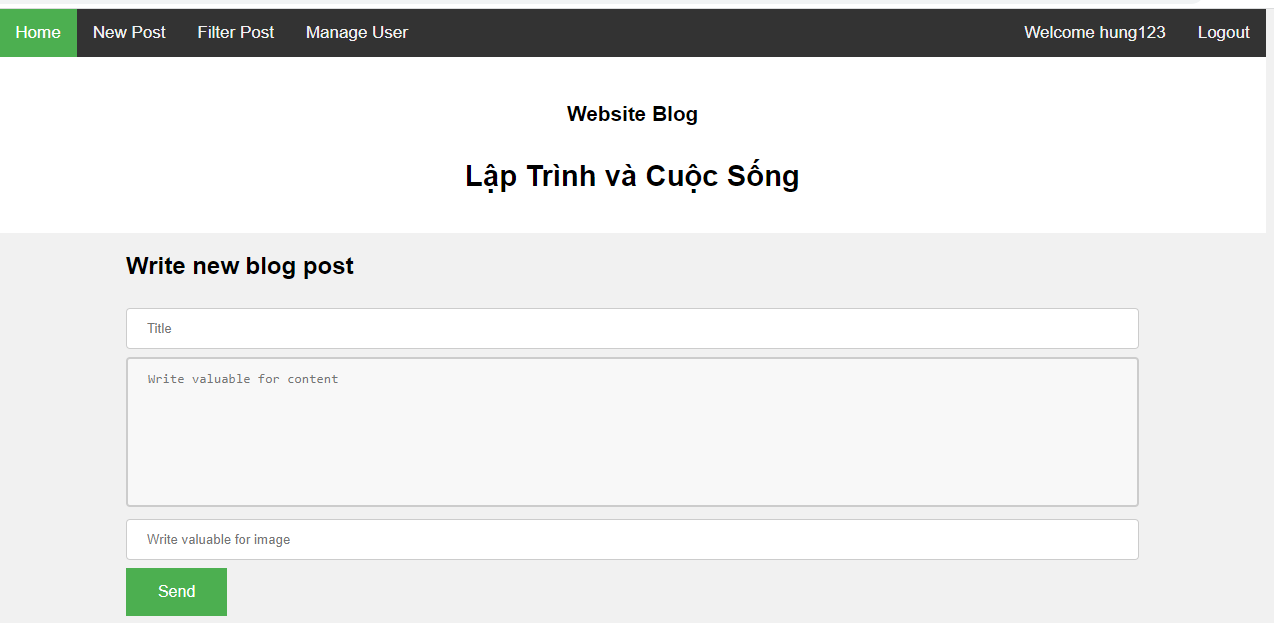 Home New Post Filter Post Manage User Welcome hung123 Logout
Website Blog
Lập Trình và Cuộc Sống
Write new blog post
Title
Write valuable for content
Write valuable for image
Send